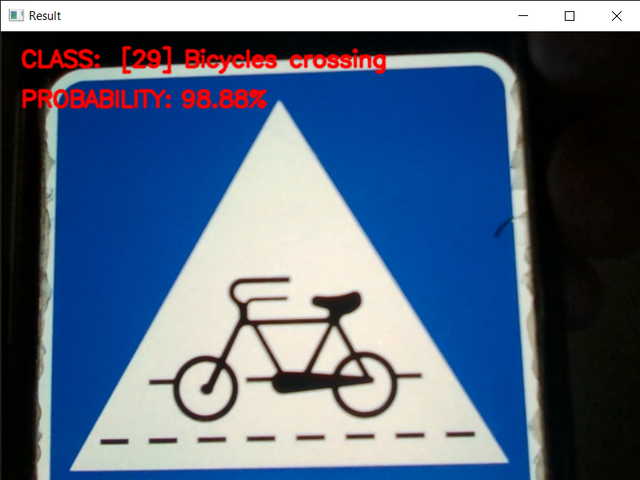 Result
CLASS: [29] Bicycles crossing
PROBABILITY: 98.88%